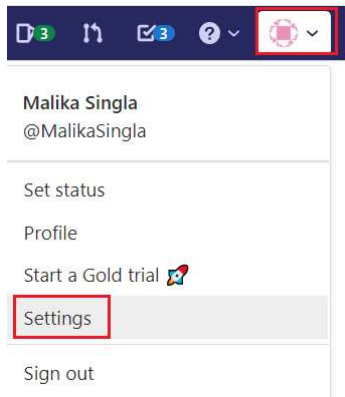 3 3
Malika Singla
@MalikaSingla
Set status
Profile
Start a Gold trial 🚀
Settings
Sign out